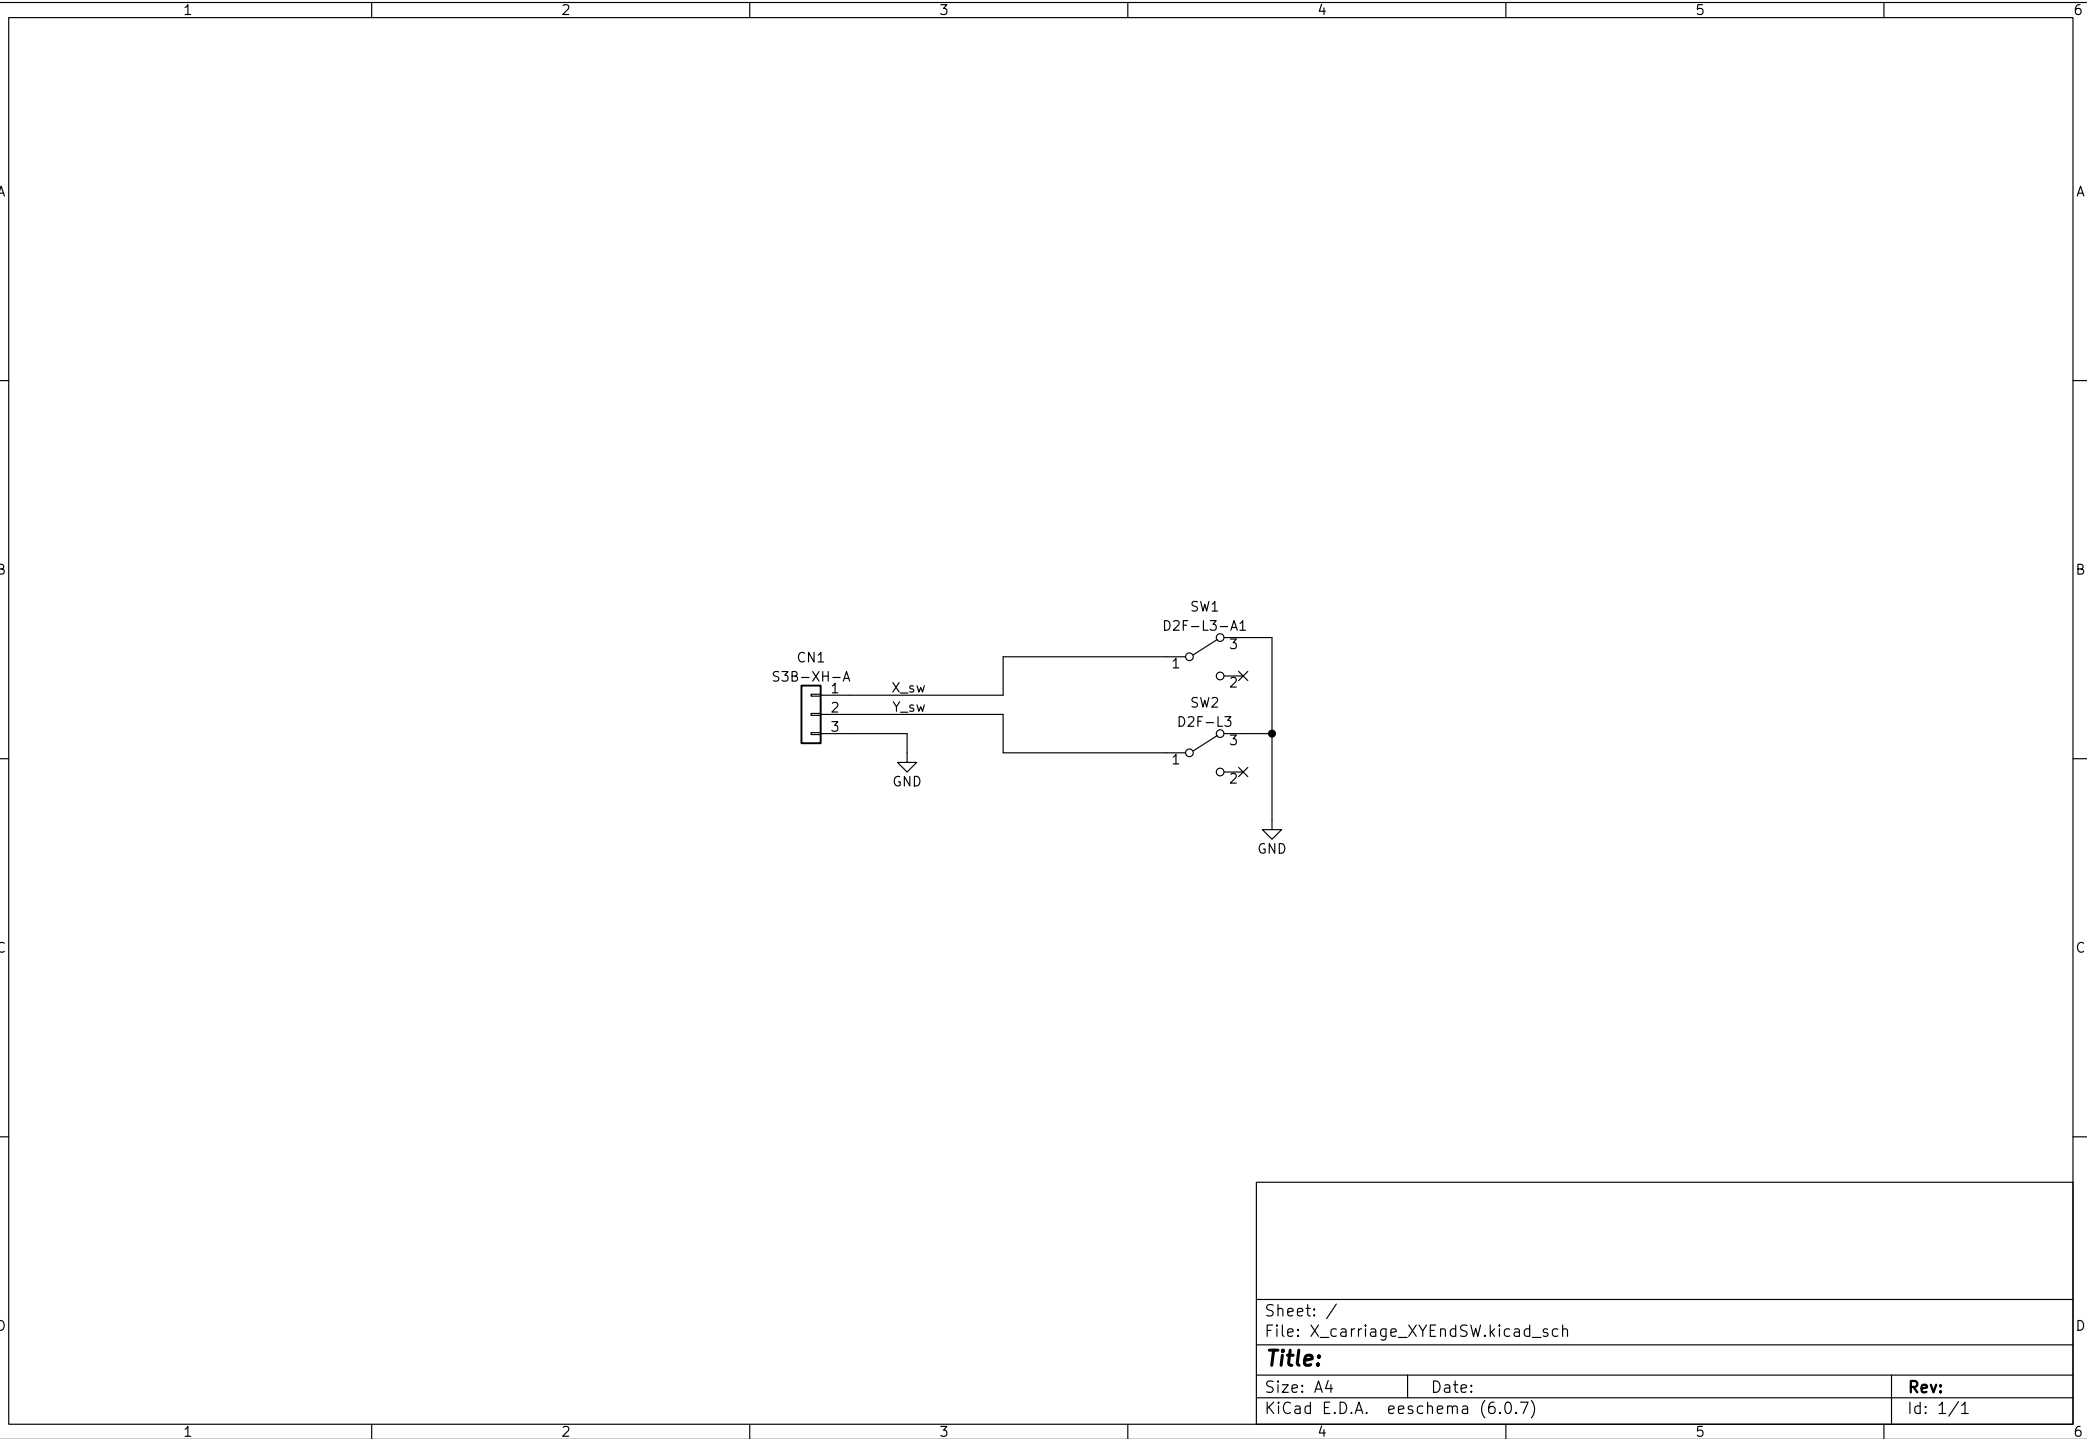 1 2 3 4 5 6
A A
B B
SW1
D2F-L3-A1
3
1
CN1
S3B-XH-A
2
1 X_sw
SW2
2 Y_sw
D2F-L3
3
3
1
2
GND
GND
C C
D D
Sheet: /
File: X_carriage_XYEndSW.kicad_sch
Title:
Size: A4 Date: Rev:
KiCad E.D.A. eeschema (6.0.7) Id: 1/1
1 2 3 4 5 6